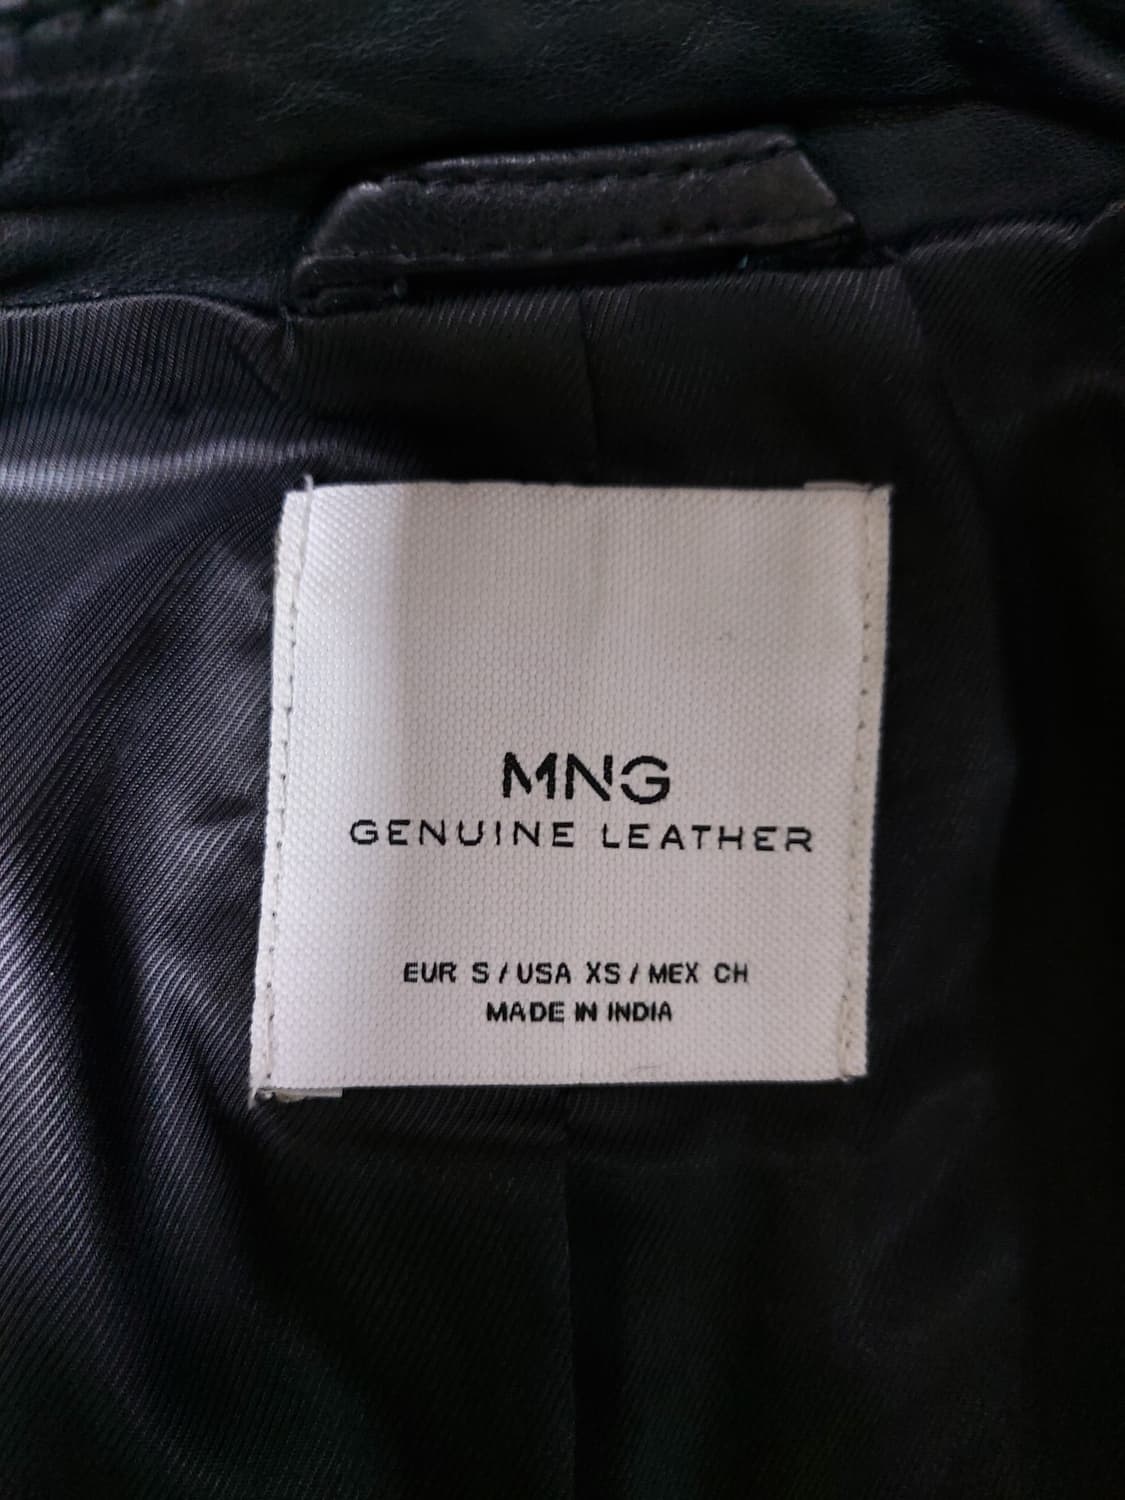 MNG
GENUINE LEATHER
EUR S / USA XS / MEX CH
MADE IN INDIA